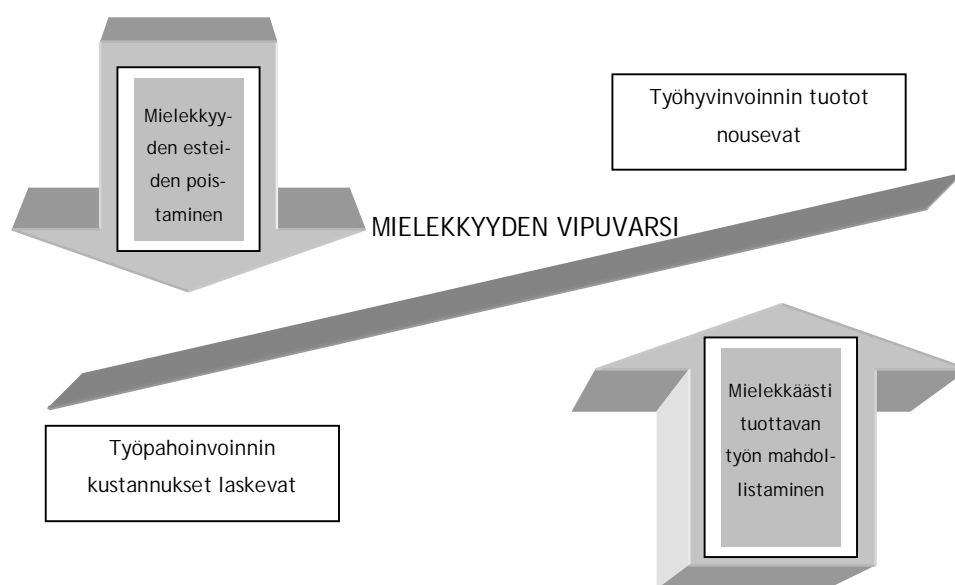 Mielekkyy-
den estei-
den pois-
taminen
Työhyvinvoinnin tuotot
nousevat
MIELEKKYYDEN VIPUVARSI
Työpahoinvoinnin
kustannukset laskevat
Mielekkäästi
tuottavan
työn mahdol-
listaminen